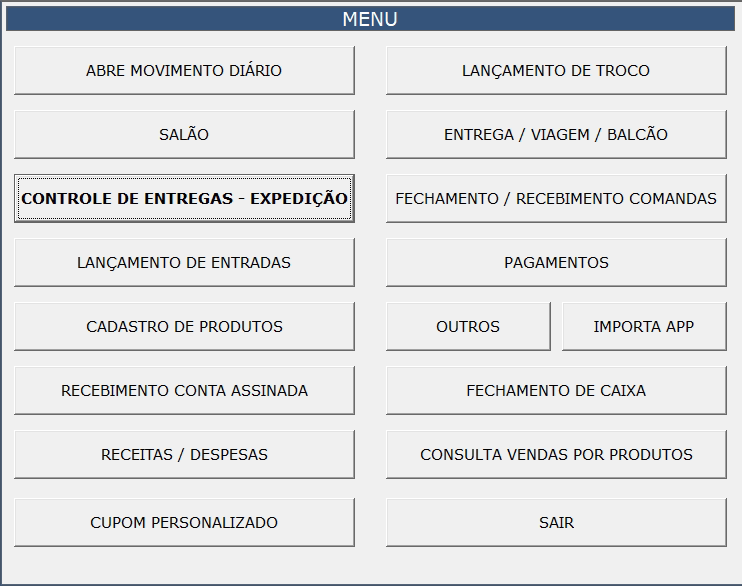 MENU
ABRE MOVIMENTO DIÁRIO
LANÇAMENTO DE TROCO
SALÃO
ENTREGA / VIAGEM / BALCÃO
CONTROLE DE ENTREGAS - EXPEDIÇÃO
FECHAMENTO / RECEBIMENTO COMANDAS
LANÇAMENTO DE ENTRADAS
PAGAMENTOS
CADASTRO DE PRODUTOS
OUTROS
IMPORTA APP
RECEBIMENTO CONTA ASSINADA
FECHAMENTO DE CAIXA
RECEITAS / DESPESAS
CONSULTA VENDAS POR PRODUTOS
CUPOM PERSONALIZADO
SAIR